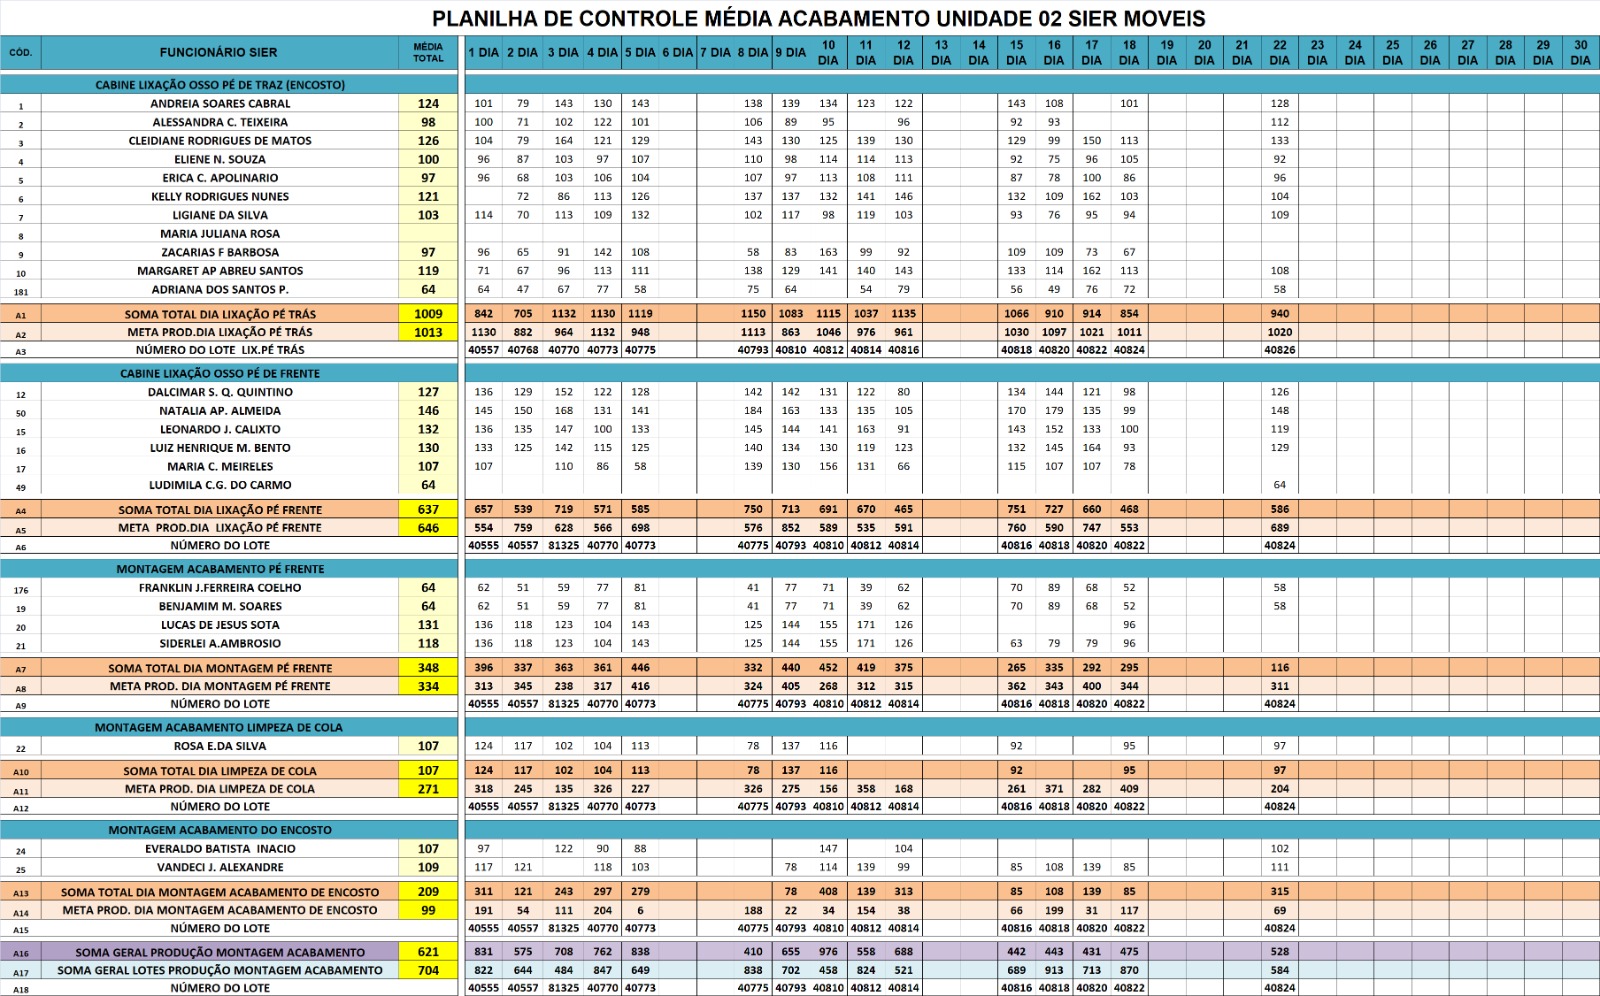 PLANILHA DE CONTROLE MÉDIA ACABAMENTO UNIDADE 02 SIER MOVEIS
CÓD. FUNCIONÁRIO SIER MÉDIA TOTAL 1 DIA 2 DIA 3 DIA 4 DIA 5 DIA 6 DIA 7 DIA 8 DIA 9 DIA 10 DIA 11 DIA 12 DIA 13 DIA 14 DIA 15 DIA 16 DIA 17 DIA 18 DIA 19 DIA 20 DIA 21 DIA 22 DIA 23 DIA 24 DIA 25 DIA 26 DIA 27 DIA 28 DIA 29 DIA 30 DIA
CABINE LIXAÇÃO OSSO PÉ DE TRAZ (ENCOSTO)
1 ANDREIA SOARES CABRAL 124 101 79 143 130 143 138 139 134 123 122 143 108 101 128
2 ALESSANDRA C. TEIXEIRA 98 100 71 102 122 101 106 89 95 96 92 93 112
3 CLEIDIANE RODRIGUES DE MATOS 126 104 79 164 121 129 143 130 125 139 130 129 99 150 113 133
4 ELIENE N. SOUZA 100 96 87 103 97 107 110 98 114 114 113 92 75 96 105 92
5 ERICA C. APOLINARIO 97 96 68 103 106 104 107 97 113 108 111 87 78 100 86 96
6 KELLY RODRIGUES NUNES 121 72 86 113 126 137 137 132 141 146 132 109 162 103 104
7 LIGIANE DA SILVA 103 114 70 113 109 132 102 117 98 119 103 93 76 95 94 109
8 MARIA JULIANA ROSA
9 ZACARIAS F BARBOSA 97 96 65 91 142 108 58 83 163 99 92 109 109 73 67
10 MARGARET AP ABREU SANTOS 119 71 67 96 113 111 138 129 141 140 143 133 114 162 113 108
181 ADRIANA DOS SANTOS P. 64 64 47 67 77 58 75 64 54 79 56 49 76 72 58
A1 SOMA TOTAL DIA LIXAÇÃO PÉ TRÁS 1009 842 705 1132 1130 1119 1150 1083 1115 1037 1135 1066 910 914 854 940
A2 META PROD.DIA LIXAÇÃO PÉ TRÁS 1013 1130 882 964 1132 948 1113 863 1046 976 961 1030 1097 1021 1011 1020
A3 NÚMERO DO LOTE LIX.PÉ TRÁS 40557 40768 40770 40773 40775 40793 40810 40812 40814 40816 40818 40820 40822 40824 40826
CABINE LIXAÇÃO OSSO PÉ DE FRENTE
12 DALCIMAR S. Q. QUINTINO 127 136 129 152 122 128 142 142 131 122 80 134 144 121 98 126
50 NATALIA AP. ALMEIDA 146 145 150 168 131 141 184 163 133 135 105 170 179 135 99 148
15 LEONARDO J. CALIXTO 132 136 135 147 100 133 145 144 141 163 91 143 152 133 100 119
16 LUIZ HENRIQUE M. BENTO 130 133 125 142 115 125 140 134 130 119 123 132 145 164 93 129
17 MARIA C. MEIRELES 107 107 110 86 58 139 130 156 131 66 115 107 107 78
49 LUDIMILA C.G. DO CARMO 64 64
A4 SOMA TOTAL DIA LIXAÇÃO PÉ FRENTE 637 657 539 719 571 585 750 713 691 670 465 751 727 660 468 586
A5 META PROD.DIA LIXAÇÃO PÉ FRENTE 646 554 759 628 566 698 576 852 589 535 591 760 590 747 553 689
A6 NÚMERO DO LOTE 40555 40557 81325 40770 40773 40775 40793 40810 40812 40814 40816 40818 40820 40822 40824
MONTAGEM ACABAMENTO PÉ FRENTE
176 FRANKLIN J.FERREIRA COELHO 64 62 51 59 77 81 41 77 71 39 62 70 89 68 52 58
19 BENJAMIM M. SOARES 64 62 51 59 77 81 41 77 71 39 62 70 89 68 52 58
20 LUCAS DE JESUS SOTA 131 136 118 123 104 143 125 144 155 171 126 96
21 SIDERLEI A.AMBROSIO 118 136 118 123 104 143 125 144 155 171 126 63 79 79 96
A7 SOMA TOTAL DIA MONTAGEM PÉ FRENTE 348 396 337 363 361 446 332 440 452 419 375 265 335 292 295 116
A8 META PROD. DIA MONTAGEM PÉ FRENTE 334 313 345 238 317 416 324 405 268 312 315 362 343 400 344 311
A9 NÚMERO DO LOTE 40555 40557 81325 40770 40773 40775 40793 40810 40812 40814 40816 40818 40820 40822 40824
MONTAGEM ACABAMENTO LIMPEZA DE COLA
22 ROSA E.DA SILVA 107 124 117 102 104 113 78 137 116 92 95 97
A10 SOMA TOTAL DIA LIMPEZA DE COLA 107 124 117 102 104 113 78 137 116 92 95 97
A11 META PROD. DIA LIMPEZA DE COLA 271 318 245 135 326 227 326 275 156 358 168 261 371 282 409 204
A12 NÚMERO DO LOTE 40555 40557 81325 40770 40773 40775 40793 40810 40812 40814 40816 40818 40820 40822 40824
MONTAGEM ACABAMENTO DO ENCOSTO
24 EVERALDO BATISTA INACIO 107 97 122 90 88 147 104 102
25 VANDECI J. ALEXANDRE 109 117 121 118 103 78 114 139 99 85 108 139 85 111
A13 SOMA TOTAL DIA MONTAGEM ACABAMENTO DE ENCOSTO 209 311 121 243 297 279 78 408 139 313 85 108 139 85 315
A14 META PROD. DIA MONTAGEM ACABAMENTO DE ENCOSTO 99 191 54 111 204 6 188 22 34 154 38 66 199 31 117 69
A15 NÚMERO DO LOTE 40555 40557 81325 40770 40773 40775 40793 40810 40812 40814 40816 40818 40820 40822 40824
A16 SOMA GERAL PRODUÇÃO MONTAGEM ACABAMENTO 621 831 575 708 762 838 410 655 976 558 688 442 443 431 475 528
A17 SOMA GERAL LOTES PRODUÇÃO MONTAGEM ACABAMENTO 704 822 644 484 847 649 838 702 458 824 521 689 913 713 870 584
A18 NÚMERO DO LOTE 40555 40557 81325 40770 40773 40775 40793 40810 40812 40814 40816 40818 40820 40822 40824